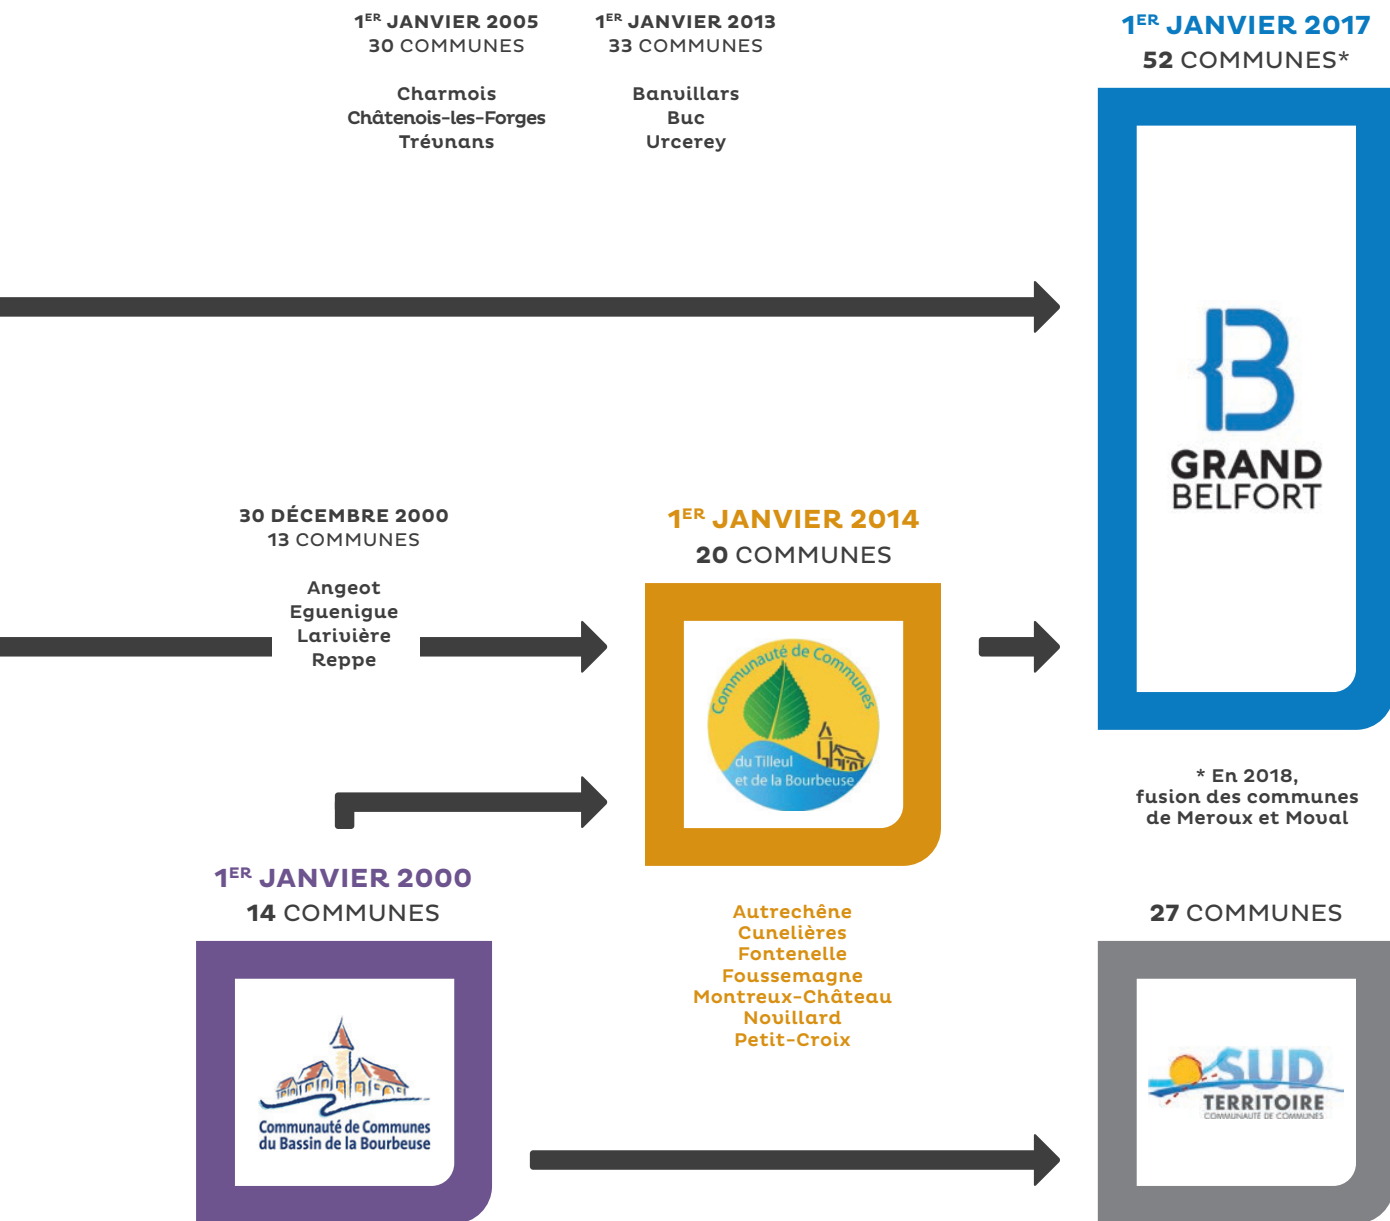 1ER JANVIER 2005
30 COMMUNES
Charmois
Châtenois-les-Forges
Trévnans
1ER JANVIER 2013
33 COMMUNES
Banvillars
Buc
Urcerey
1ER JANVIER 2017
52 COMMUNES*
B
GRAND
BELFORT
30 DÉCEMBRE 2000
13 COMMUNES
Angeot
Eguenigue
Larivière
Reppe
1ER JANVIER 2014
20 COMMUNES
Communauté de Communes
du Tilleul
et de la Bourbeuse
* En 2018,
fusion des communes
de Meroux et Moval
1ER JANVIER 2000
14 COMMUNES
Communauté de Communes
du Bassin de la Bourbeuse
Autrechêne
Cunelières
Fontenelle
Foussemagne
Montreux-Château
Novillard
Petit-Croix
27 COMMUNES
SUD
TERRITOIRE
COMMUNAUTÉ DE COMMUNES